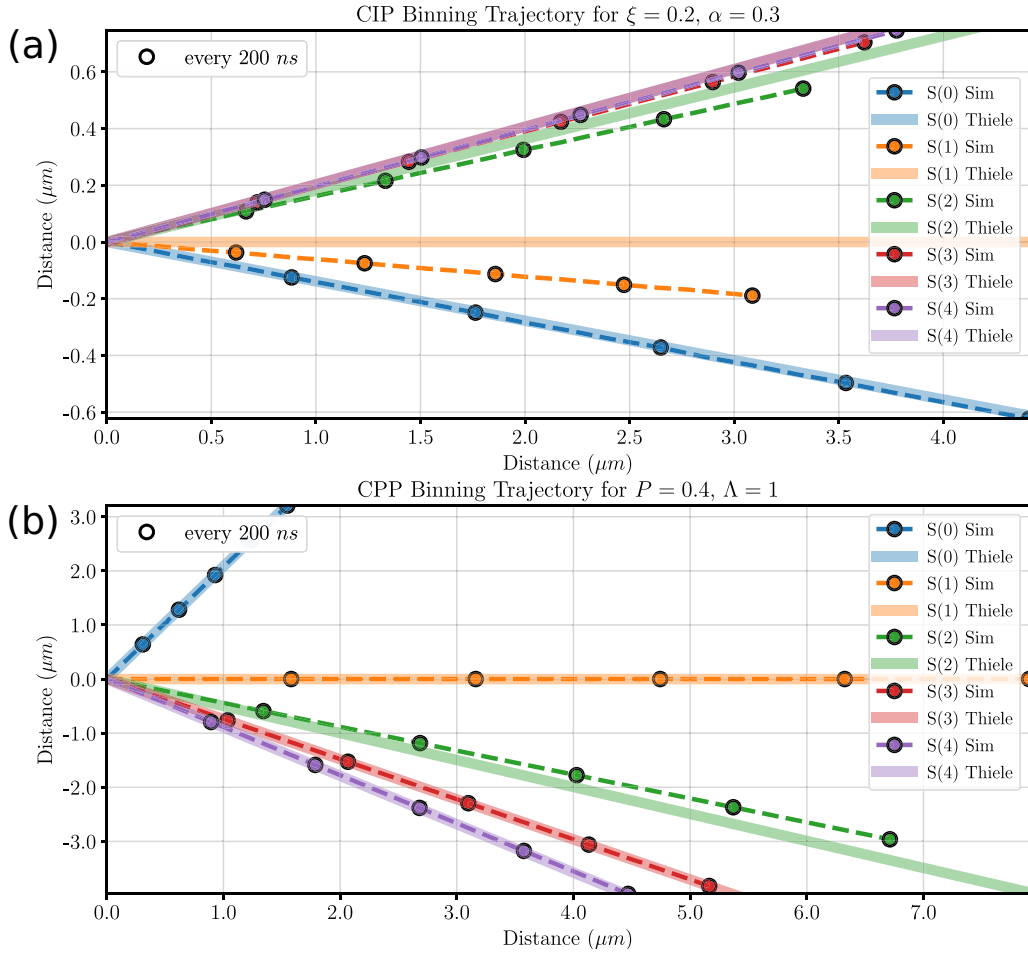 CIP Binning Trajectory for ξ = 0.2, α = 0.3
(a)
every 200 ns
0.6
0.4
0.2
0.0
-0.2
-0.4
-0.6
Distance (μm)
S(0) Sim
S(0) Thiele
S(1) Sim
S(1) Thiele
S(2) Sim
S(2) Thiele
S(3) Sim
S(3) Thiele
S(4) Sim
S(4) Thiele
0.0 0.5 1.0 1.5 2.0 2.5 3.0 3.5 4.0
Distance (μm)
CPP Binning Trajectory for P = 0.4, Λ = 1
(b)
every 200 ns
3.0
2.0
1.0
0.0
-1.0
-2.0
-3.0
Distance (μm)
S(0) Sim
S(0) Thiele
S(1) Sim
S(1) Thiele
S(2) Sim
S(2) Thiele
S(3) Sim
S(3) Thiele
S(4) Sim
S(4) Thiele
0.0 1.0 2.0 3.0 4.0 5.0 6.0 7.0
Distance (μm)